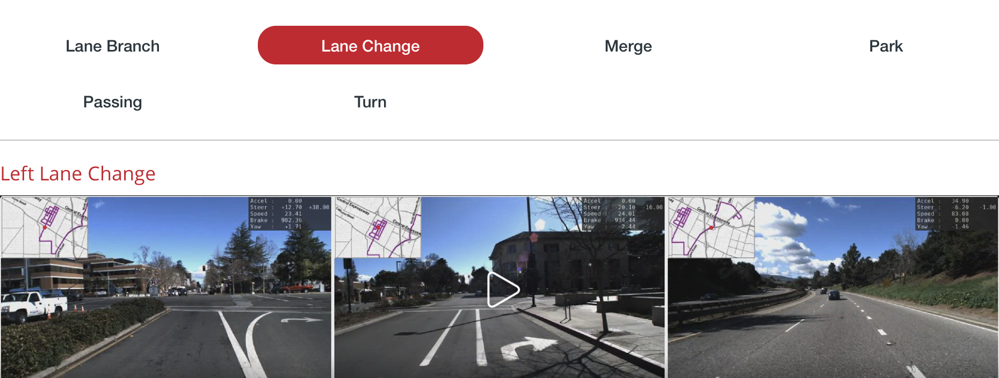 Lane Branch
Lane Change
Merge
Park
Passing
Turn
Left Lane Change
Central Expres
Accel : 0.00
Steer : +12.70 +38.00
Speed : 23.41
Brake : 982.36
Yaw : +1.71
Central Expressway
Central Expressw
Accel : 0.00
Steer : -20.10 -16.00
Speed : 24.01
Brake : 934.44
Yaw : -2.44
Central Expressway
Accel : 34.90
Steer : -6.20 -1.00
Speed : 83.08
Brake : 0.00
Yaw : -1.46